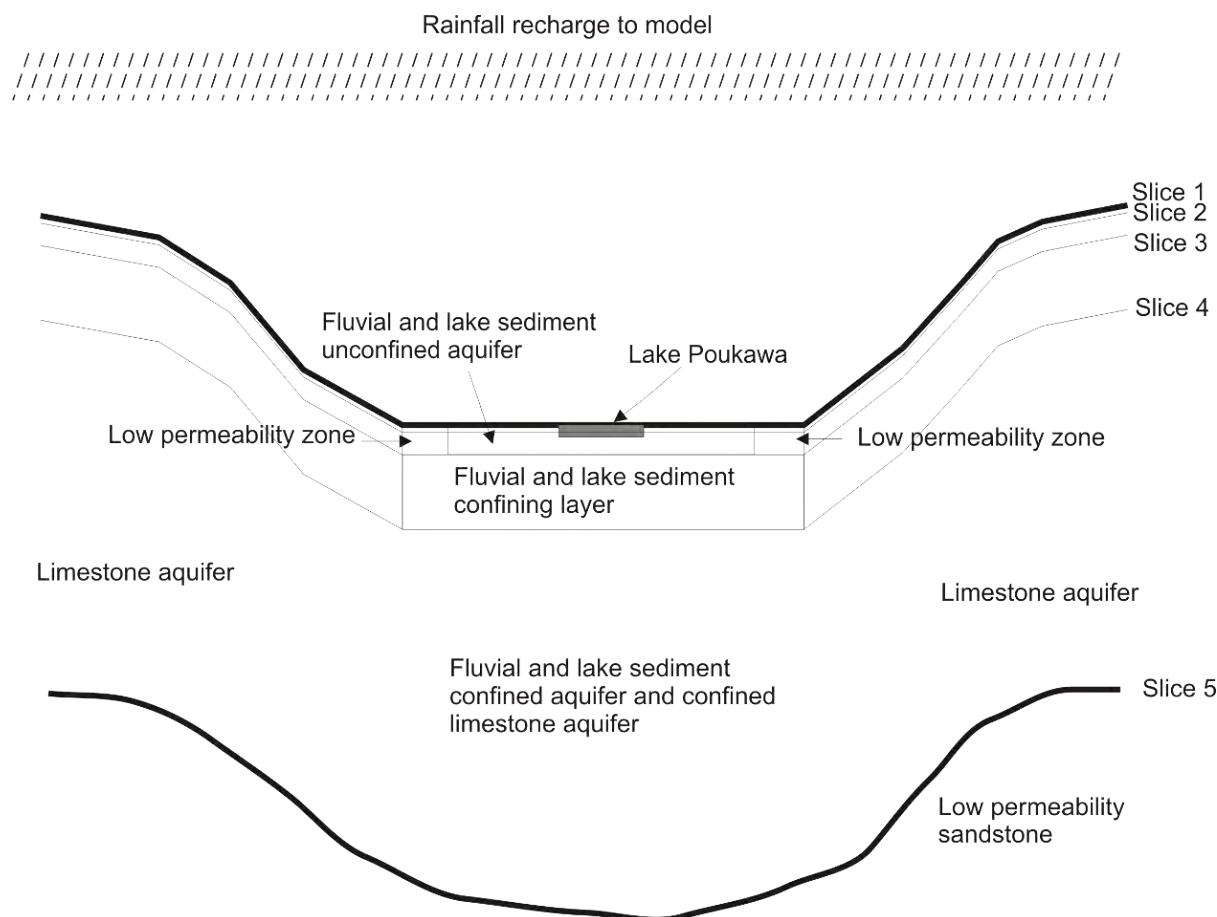 Rainfall recharge to model
Slice 1
Slice 2
Slice 3
Slice 4
Fluvial and lake sediment
unconfined aquifer
Lake Poukawa
Low permeability zone
Low permeability zone
Fluvial and lake sediment
confining layer
Limestone aquifer
Limestone aquifer
Fluvial and lake sediment
confined aquifer and confined
limestone aquifer
Slice 5
Low permeability
sandstone